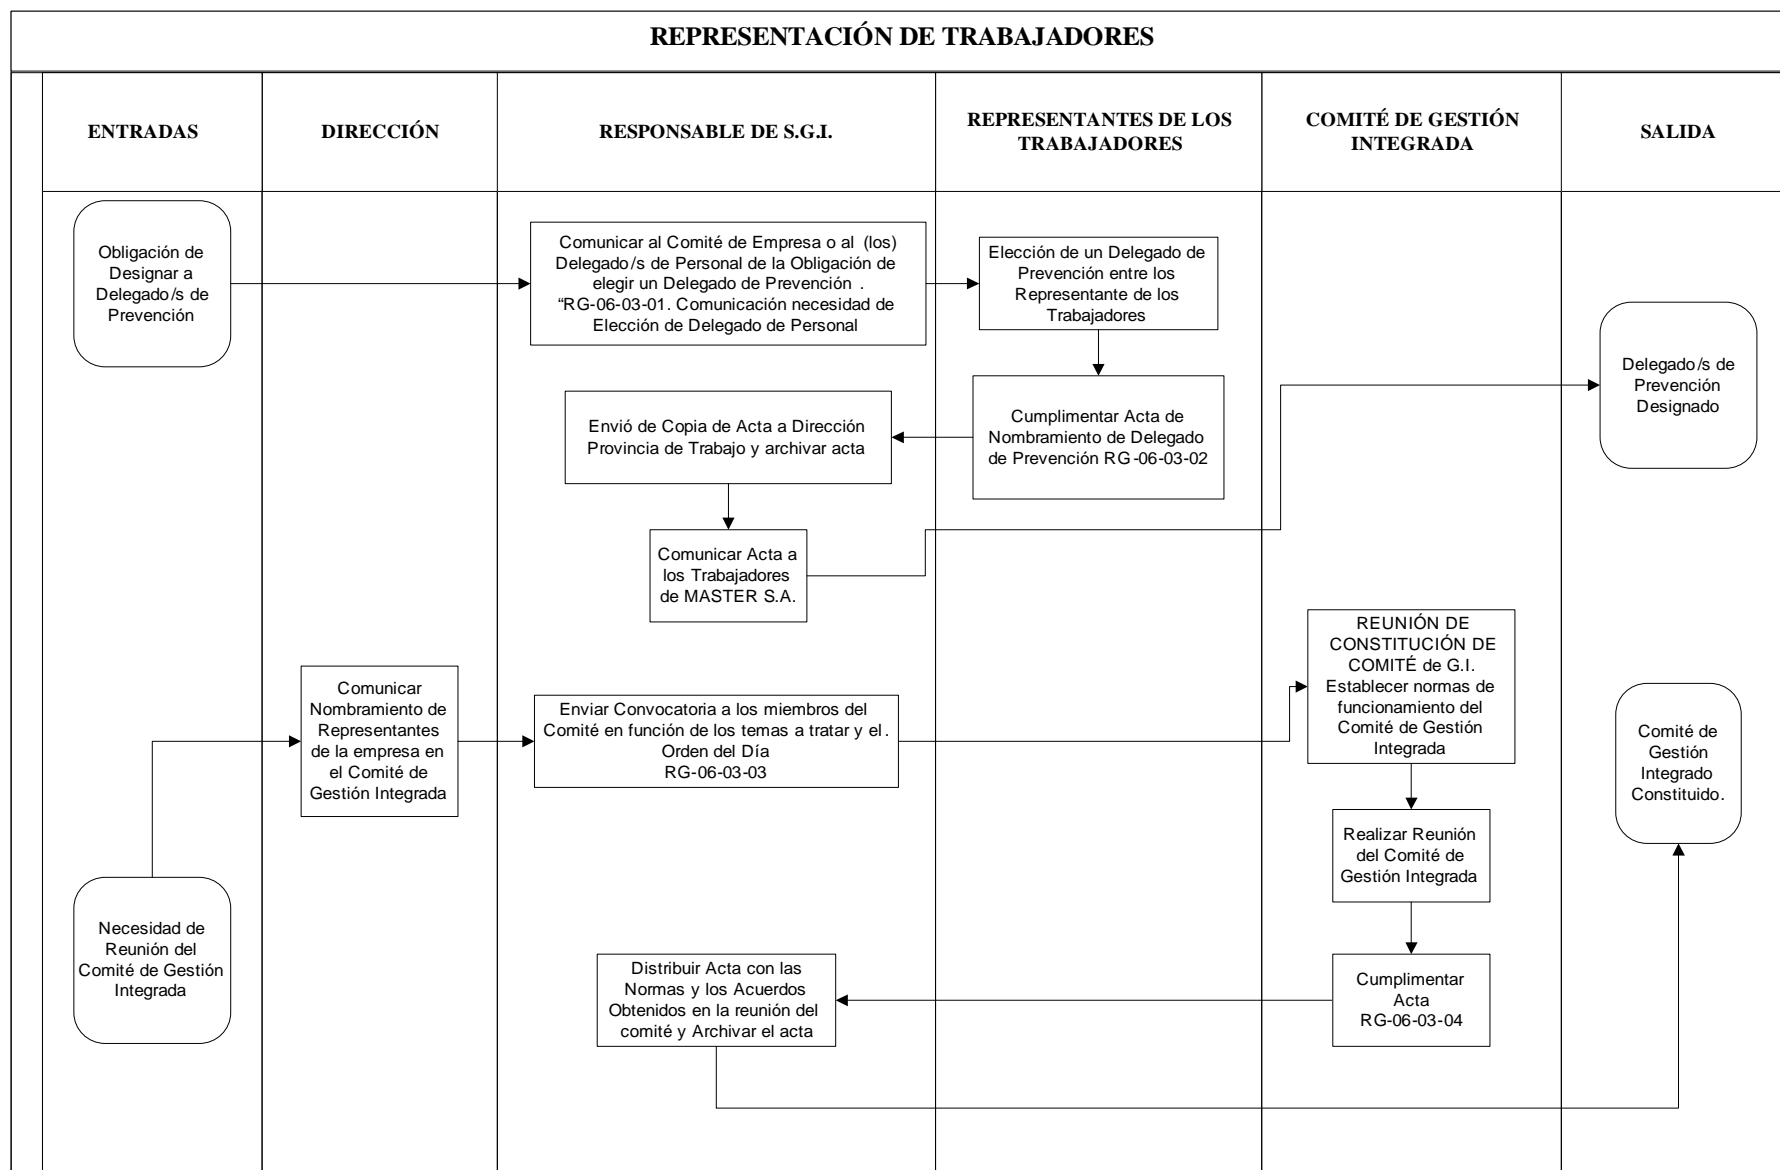 REPRESENTACIÓN DE TRABAJADORES
ENTRADAS
DIRECCIÓN
RESPONSABLE DE S.G.I.
REPRESENTANTES DE LOS
TRABAJADORES
COMITÉ DE GESTIÓN
INTEGRADA
SALIDA
Obligación de
Designar a
Delegado/s de
Prevención
Comunicar al Comité de Empresa o al (los)
Delegado/s de Personal de la Obligación de
elegir un Delegado de Prevención .
“RG-06-03-01. Comunicación necesidad de
Elección de Delegado de Personal
Elección de un Delegado de
Prevención entre los
Representante de los
Trabajadores
Cumplimentar Acta de
Nombramiento de Delegado
de Prevención RG-06-03-02
Envió de Copia de Acta a Dirección
Provincia de Trabajo y archivar acta
Comunicar Acta a
los Trabajadores
de MASTER S.A.
Delegado/s de
Prevención
Designado
Necesidad de
Reunión del
Comité de Gestión
Integrada
Comunicar
Nombramiento de
Representantes
de la empresa en
el Comité de
Gestión Integrada
Enviar Convocatoria a los miembros del
Comité en función de los temas a tratar y el.
Orden del Día
RG-06-03-03
REUNIÓN DE
CONSTITUCIÓN DE
COMITÉ de G.I.
Establecer normas de
funcionamiento del
Comité de Gestión
Integrada
Realizar Reunión
del Comité de
Gestión Integrada
Cumplimentar
Acta
RG-06-03-04
Distribuir Acta con las
Normas y los Acuerdos
Obtenidos en la reunión del
comité y Archivar el acta
Comité de
Gestión
Integrado
Constituido.